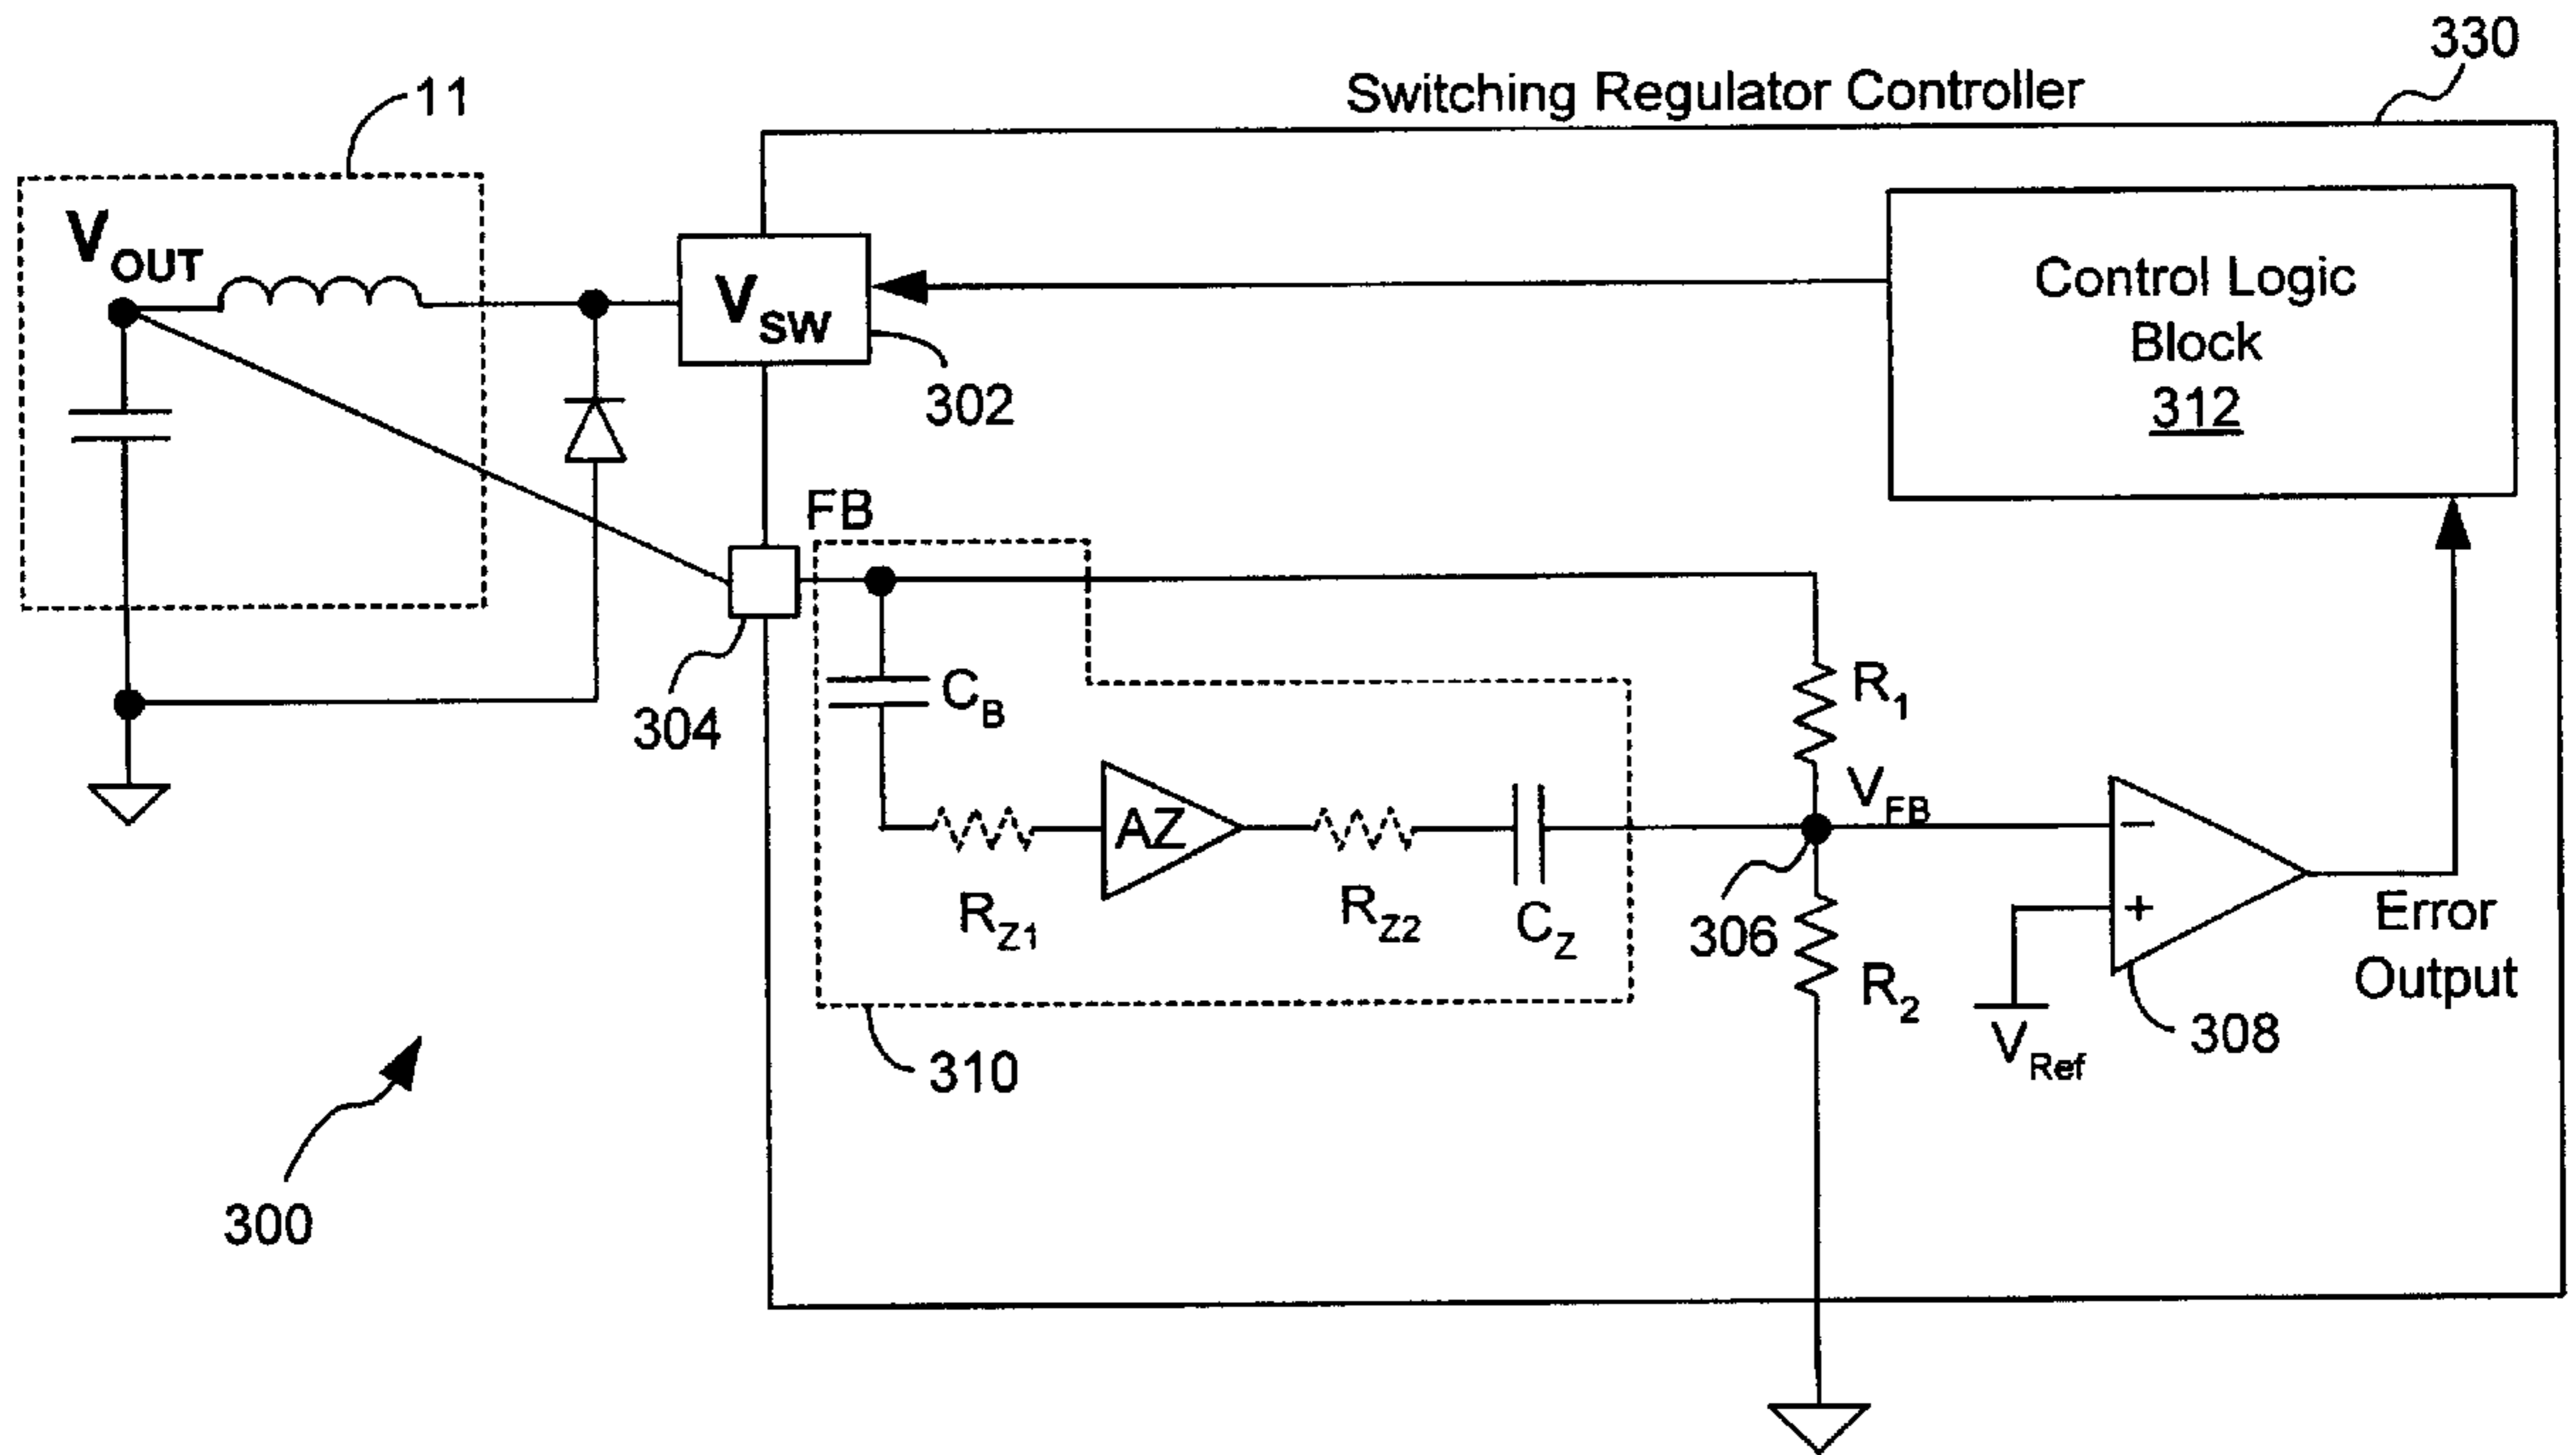 330
Switching Regulator Controller
11
VOUT
VSW
302
Control Logic
Block
312
FB
304
CB
R1
VFB
AZ
RZ1
RZ2
CZ
306
R2
−
+
VRef
308
Error
Output
310
300